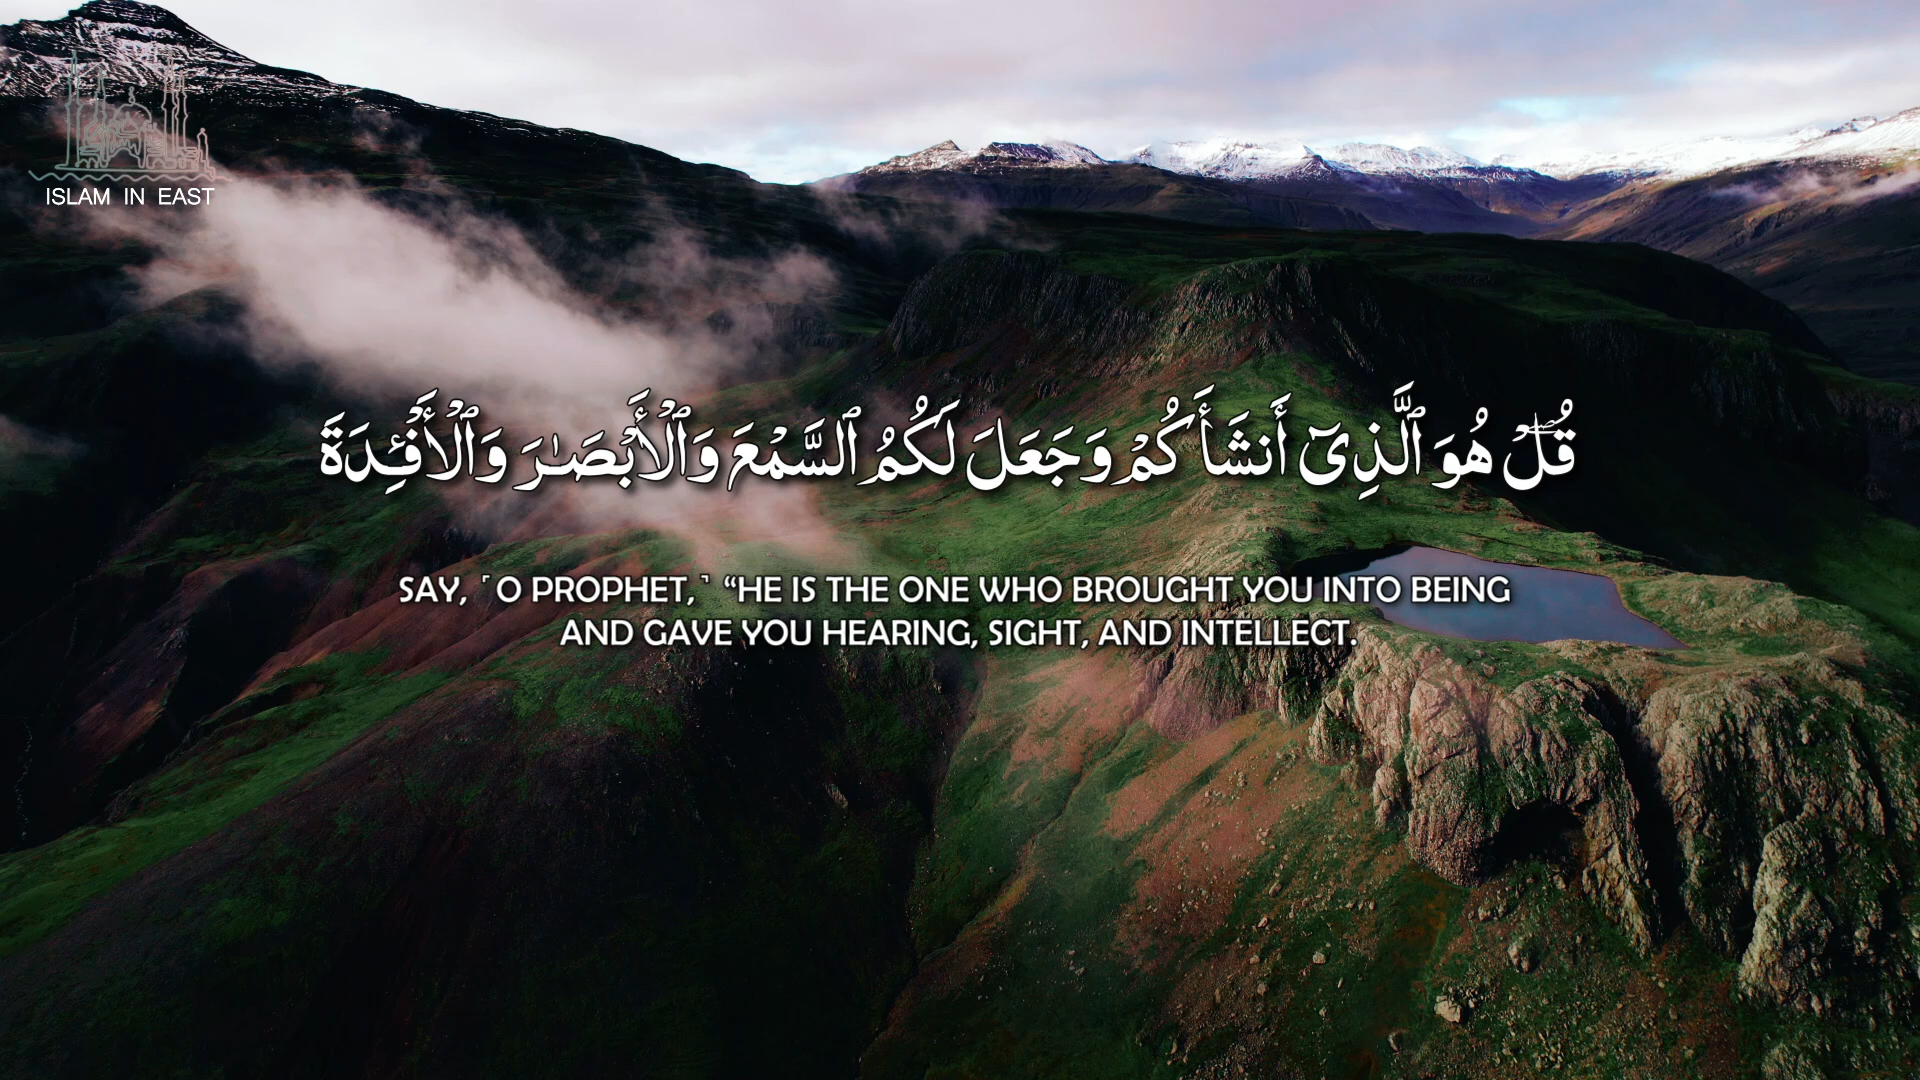 ISLAM IN EAST
قُلْ هُوَ ٱلَّذِىٓ أَنشَأَكُمْ وَجَعَلَ لَكُمُ ٱلسَّمْعَ وَٱلْأَبْصَـٰرَ وَٱلْأَفْـِٔدَةَ
SAY, ˹O PROPHET,˺ “HE IS THE ONE WHO BROUGHT YOU INTO BEING
AND GAVE YOU HEARING, SIGHT, AND INTELLECT.